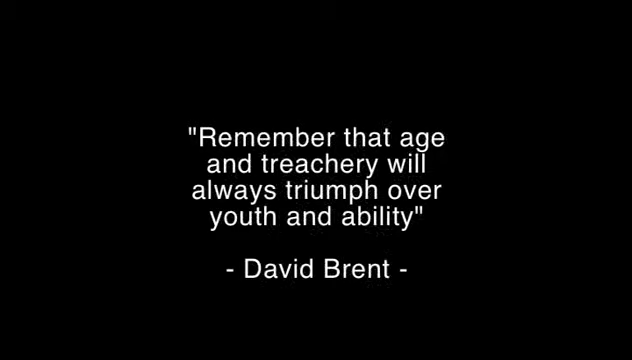 "Remember that age
and treachery will
always triumph over
youth and ability"
- David Brent -